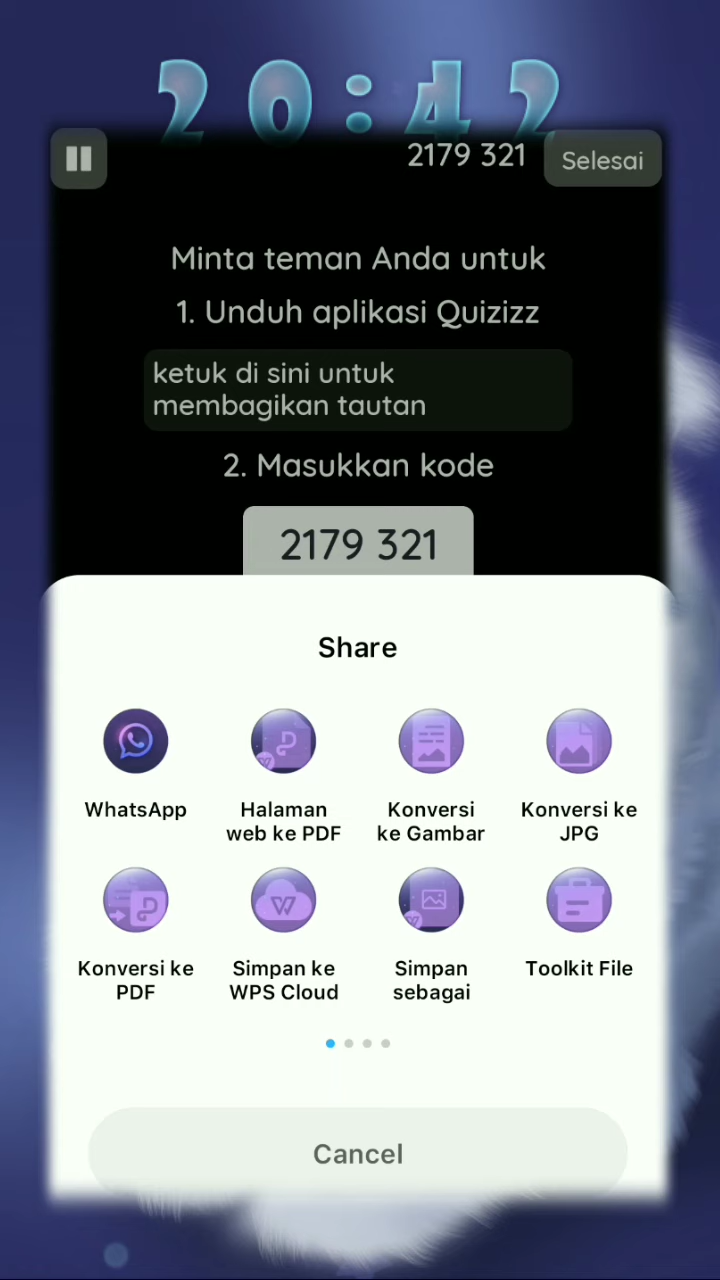 20:42
2179 321
Selesai
Minta teman Anda untuk
1. Unduh aplikasi Quizizz
ketuk di sini untuk
membagikan tautan
2. Masukkan kode
2179 321
Share
WhatsApp
Halaman
web ke PDF
Konversi
ke Gambar
Konversi ke
JPG
Konversi ke
PDF
Simpan ke
WPS Cloud
Simpan
sebagai
Toolkit File
Cancel